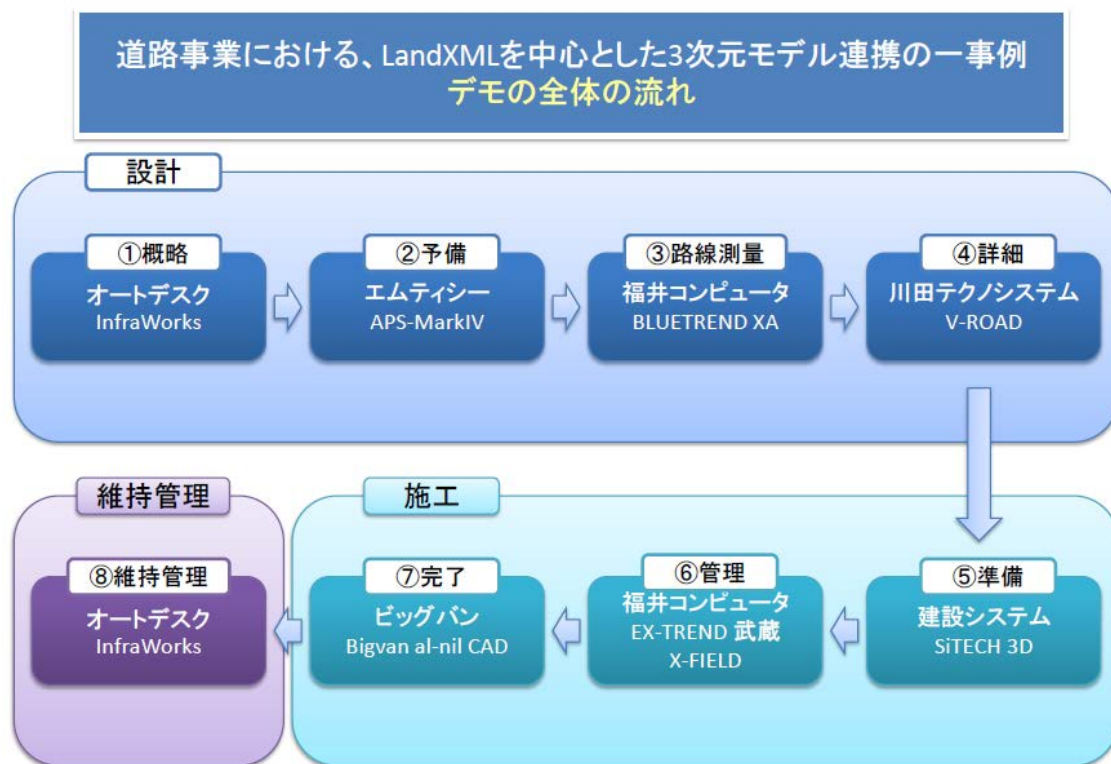 道路事業における、LandXMLを中心とした3次元モデル連携の一事例
デモの全体の流れ
設計
①概略
オートデスク
InfraWorks
②予備
エムティシー
APS-MarkIV
③路線測量
福井コンピュータ
BLUETREND XA
④詳細
川田テクノシステム
V-ROAD
施工
⑤準備
建設システム
SiTECH 3D
⑥管理
福井コンピュータ
EX-TREND 武蔵
X-FIELD
⑦完了
ビッグバン
Bigvan al-nil CAD
維持管理
⑧維持管理
オートデスク
InfraWorks